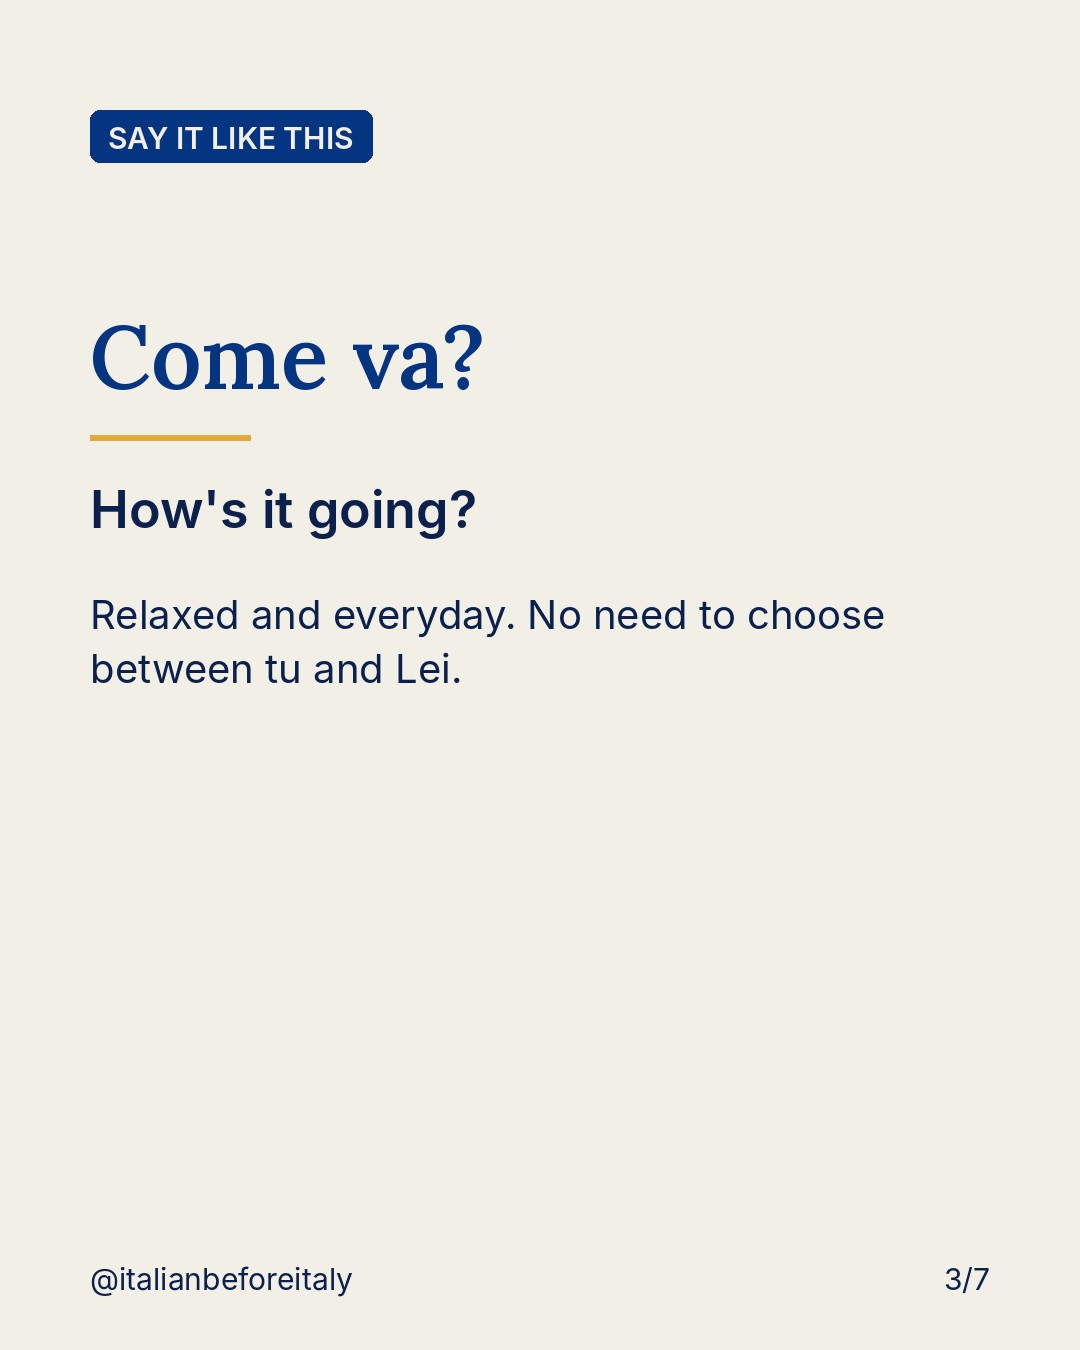 SAY IT LIKE THIS
Come va?
How's it going?
Relaxed and everyday. No need to choose
between tu and Lei.
@italianbeforeitaly
3/7